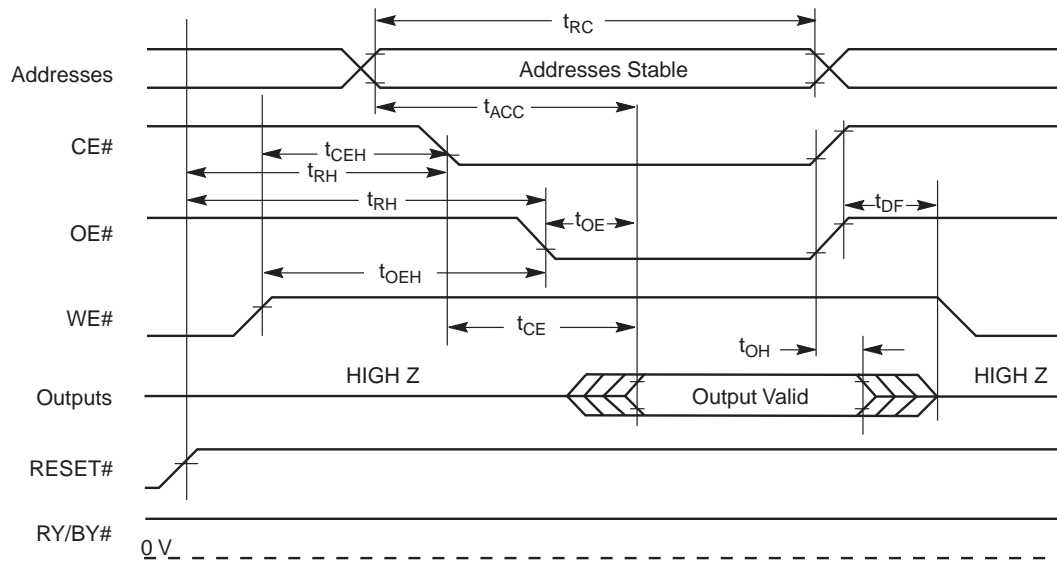 tRC
Addresses
Addresses Stable
tACC
CE#
tCEH
tRH
tRH
OE#
tOE
tDF
tOEH
WE#
tCE
tOH
HIGH Z
HIGH Z
Outputs
Output Valid
RESET#
RY/BY#
0 V